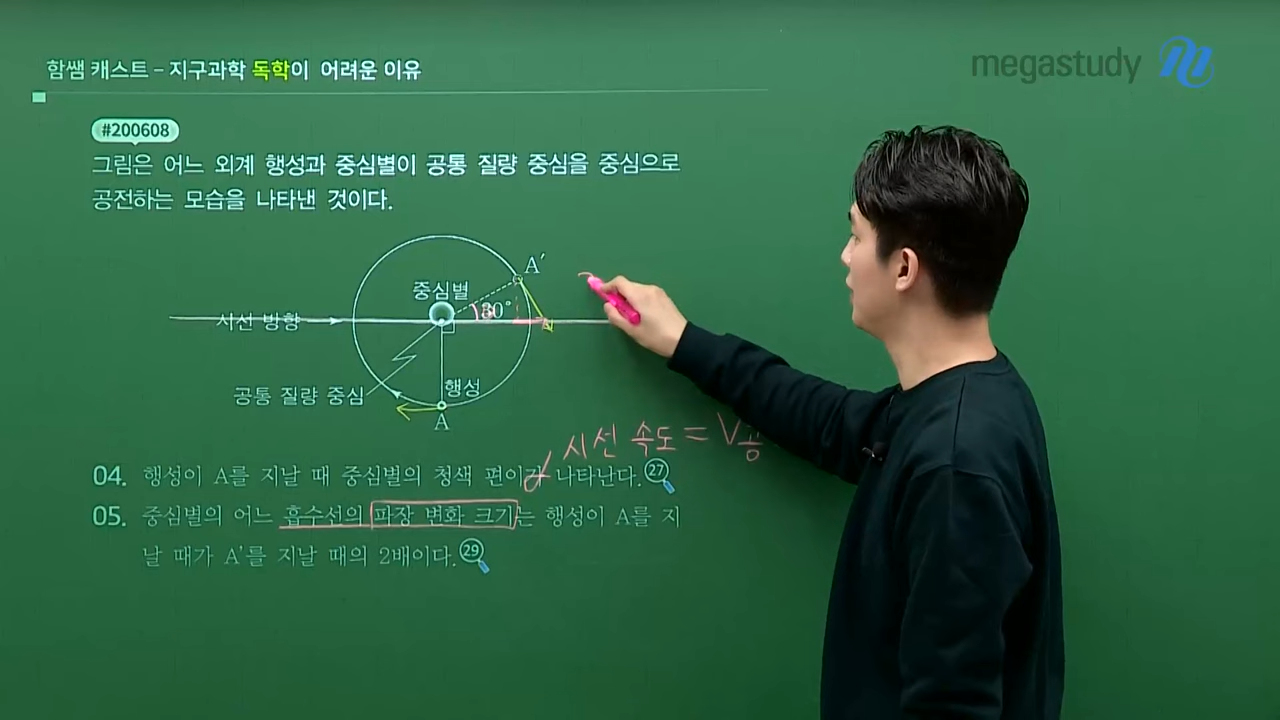 함쌤 캐스트 – 지구과학 독학이 어려운 이유
megastudy
#200608
그림은 어느 외계 행성과 중심별이 공통 질량 중심을 중심으로
공전하는 모습을 나타낸 것이다.
A′
중심별
30°
시선 방향
공통 질량 중심
행성
A
시선 속도 = V공
04. 행성이 A를 지날 때 중심별의 청색 편이가 나타난다. 27
05. 중심별의 어느 흡수선의 파장 변화 크기는 행성이 A를 지
날 때가 A'를 지날 때의 2배이다. 29